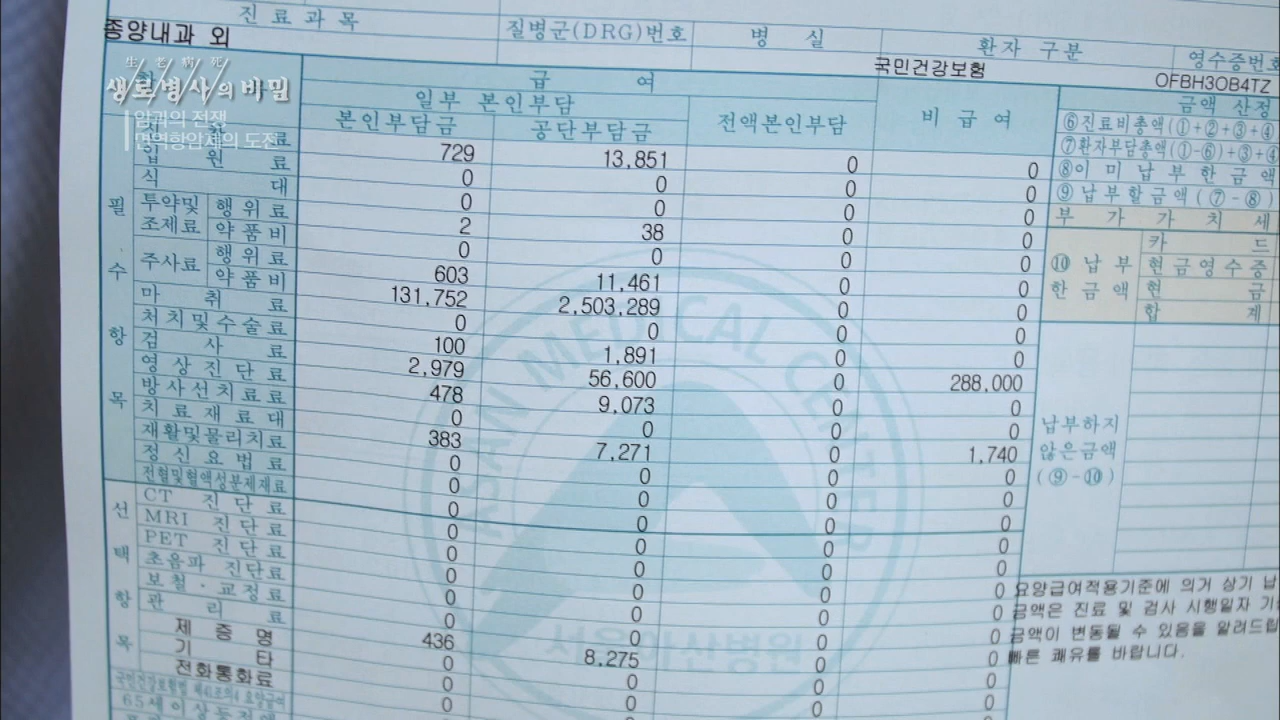 진료과목 질병군(DRG)번호 병 실 환자 구분 영수증번호
종양내과 외 국민건강보험 OFBH3OB4TZ
生老病死
생로병사의 비밀
암과의 전쟁
면역항암제의 도전
급 여
일부 본인부담
본인부담금 공단부담금 전액본인부담 비급여
필수항목
729 13,851 0 0
입원료 0 0 0 0
식대 0 0 0 0
투약및조제료 행위료 2 38 0 0
약품비 0 0 0 0
주사료 행위료 603 11,461 0 0
약품비 131,752 2,503,289 0 0
마취료 0 0 0 0
처치및수술료 100 1,891 0 0
검사료 2,979 56,600 0 288,000
영상진단료 478 9,073 0 0
방사선치료료 0 0 0 0
치료재료대 383 7,271 0 1,740
재활및물리치료 0 0 0 0
정신요법료 0 0 0 0
전혈및혈액성분제재료 0 0 0 0
선택항목
CT 진단료 0 0 0 0
MRI 진단료 0 0 0 0
PET 진단료 0 0 0 0
초음파 진단료 0 0 0 0
보철·교정료 0 0 0 0
관리료 436 8,275 0 0
제증명 0 0 0 0
기타 0 0 0
전화통화료
65세이상등
금액 산정
⑥진료비총액(①+②+③+④
⑦환자부담총액(①-⑥)+③+④
⑧이미 납부한 금액
⑨납부할금액(⑦-⑧)
부가가치세
⑩납부한금액
카드
현금영수증
현금
합제
납부하지
않은금액
(⑨-⑩)
요양급여적용기준에 의거 상기 납
금액은 진료 및 검사 시행일자 기
금액이 변동될 수 있음을 알려드립
빠른 쾌유를 바랍니다.
ASAN MEDICAL CENTER
서울아산병원